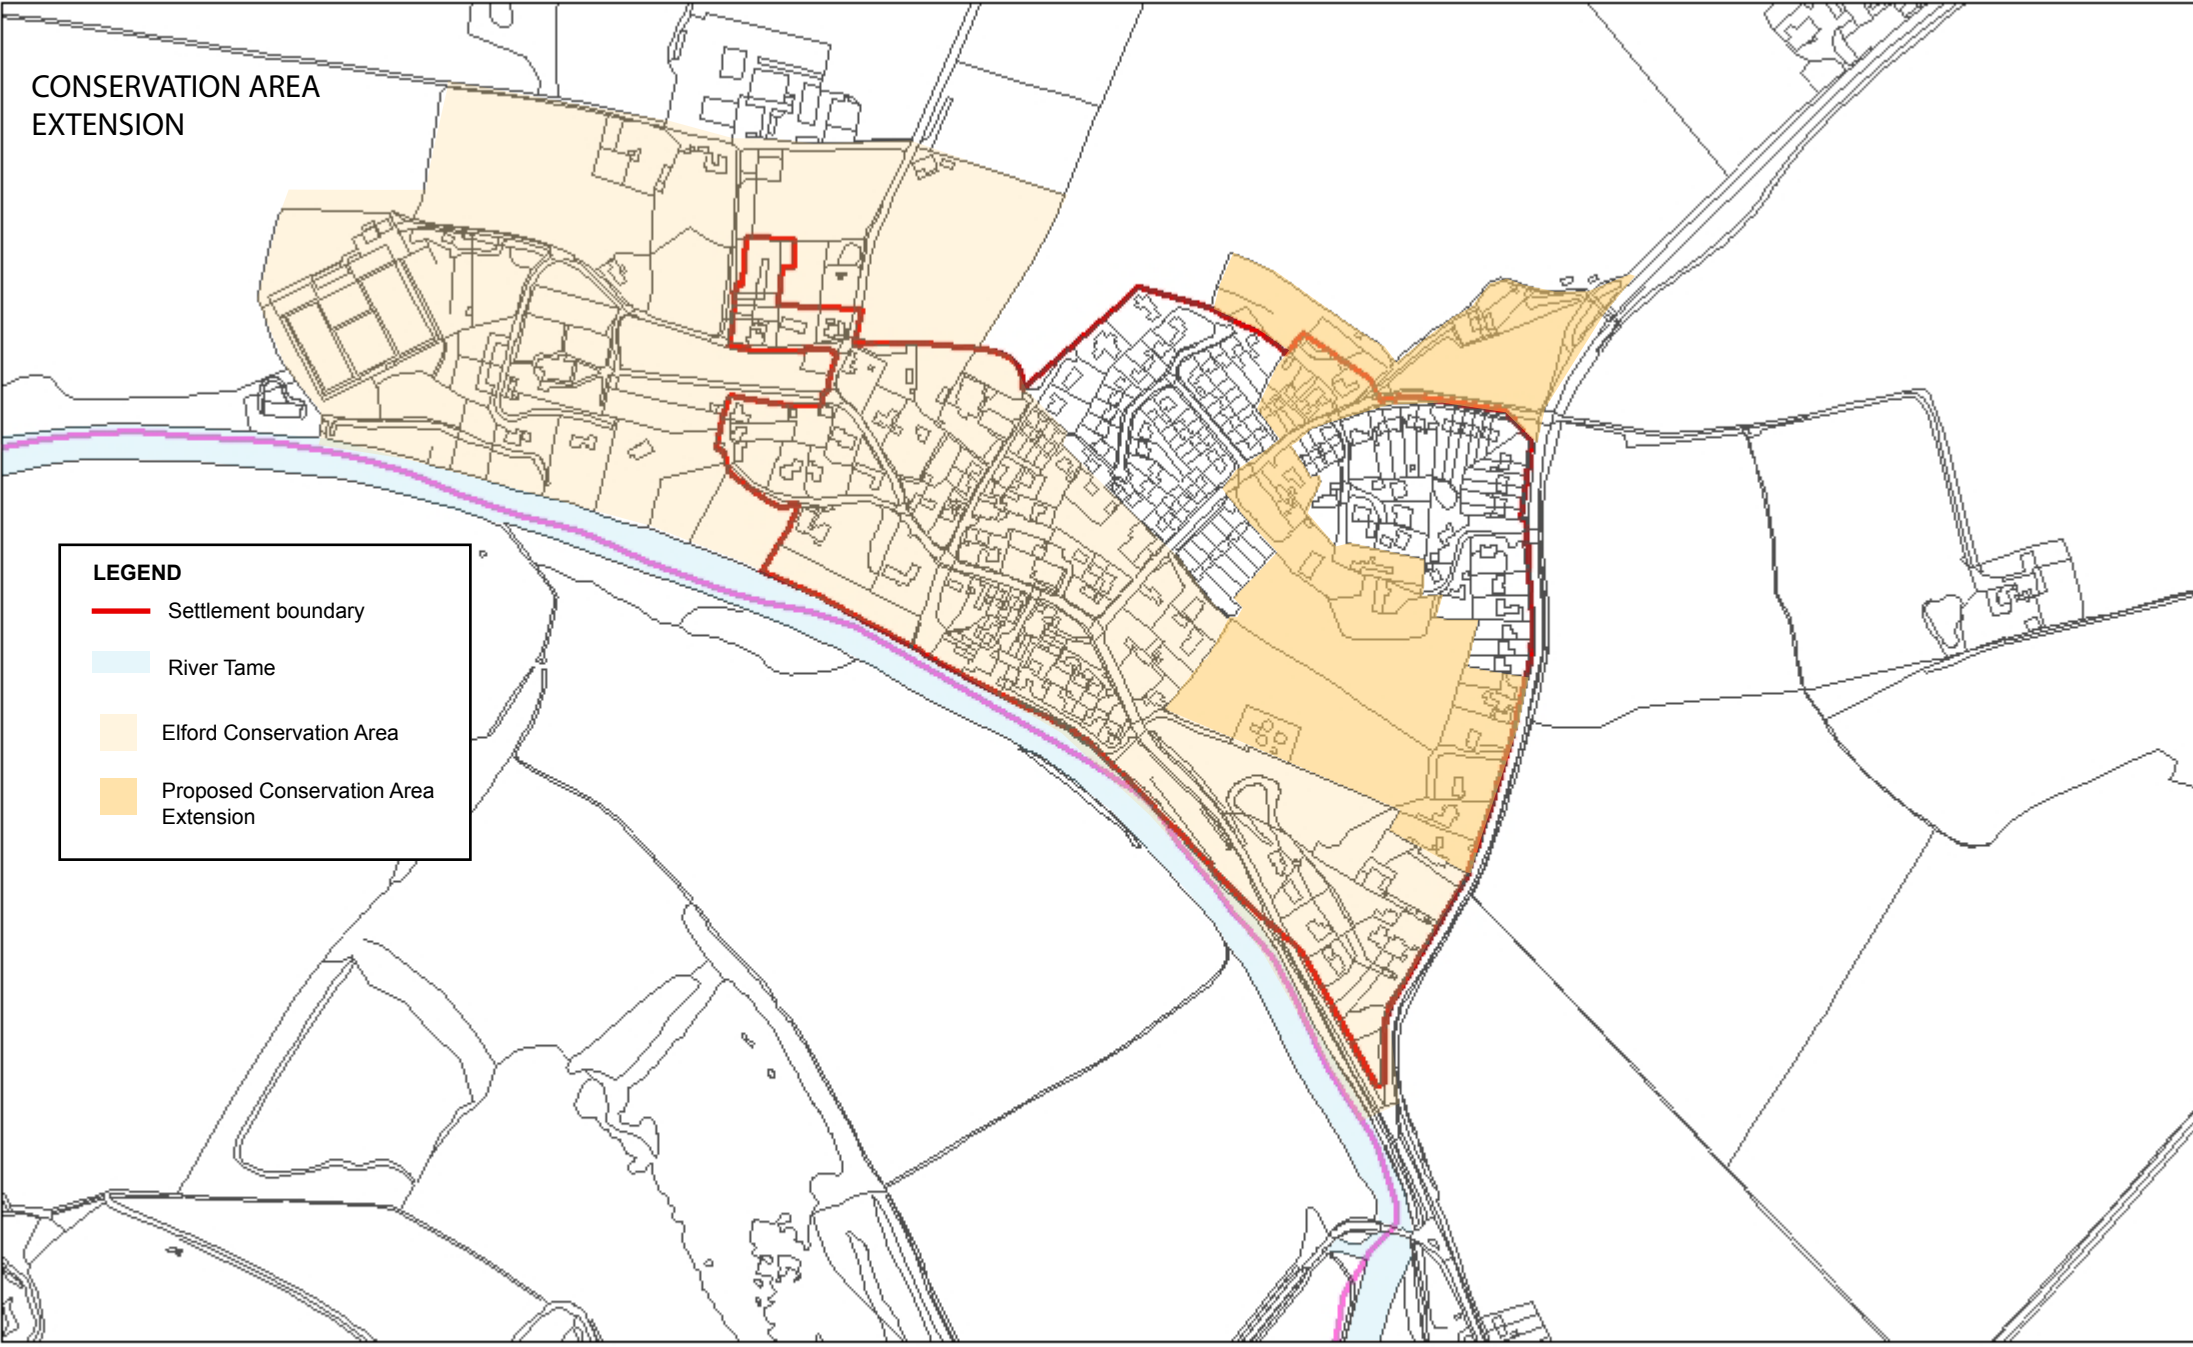 CONSERVATION AREA
EXTENSION
LEGEND
Settlement boundary
River Tame
Elford Conservation Area
Proposed Conservation Area
Extension